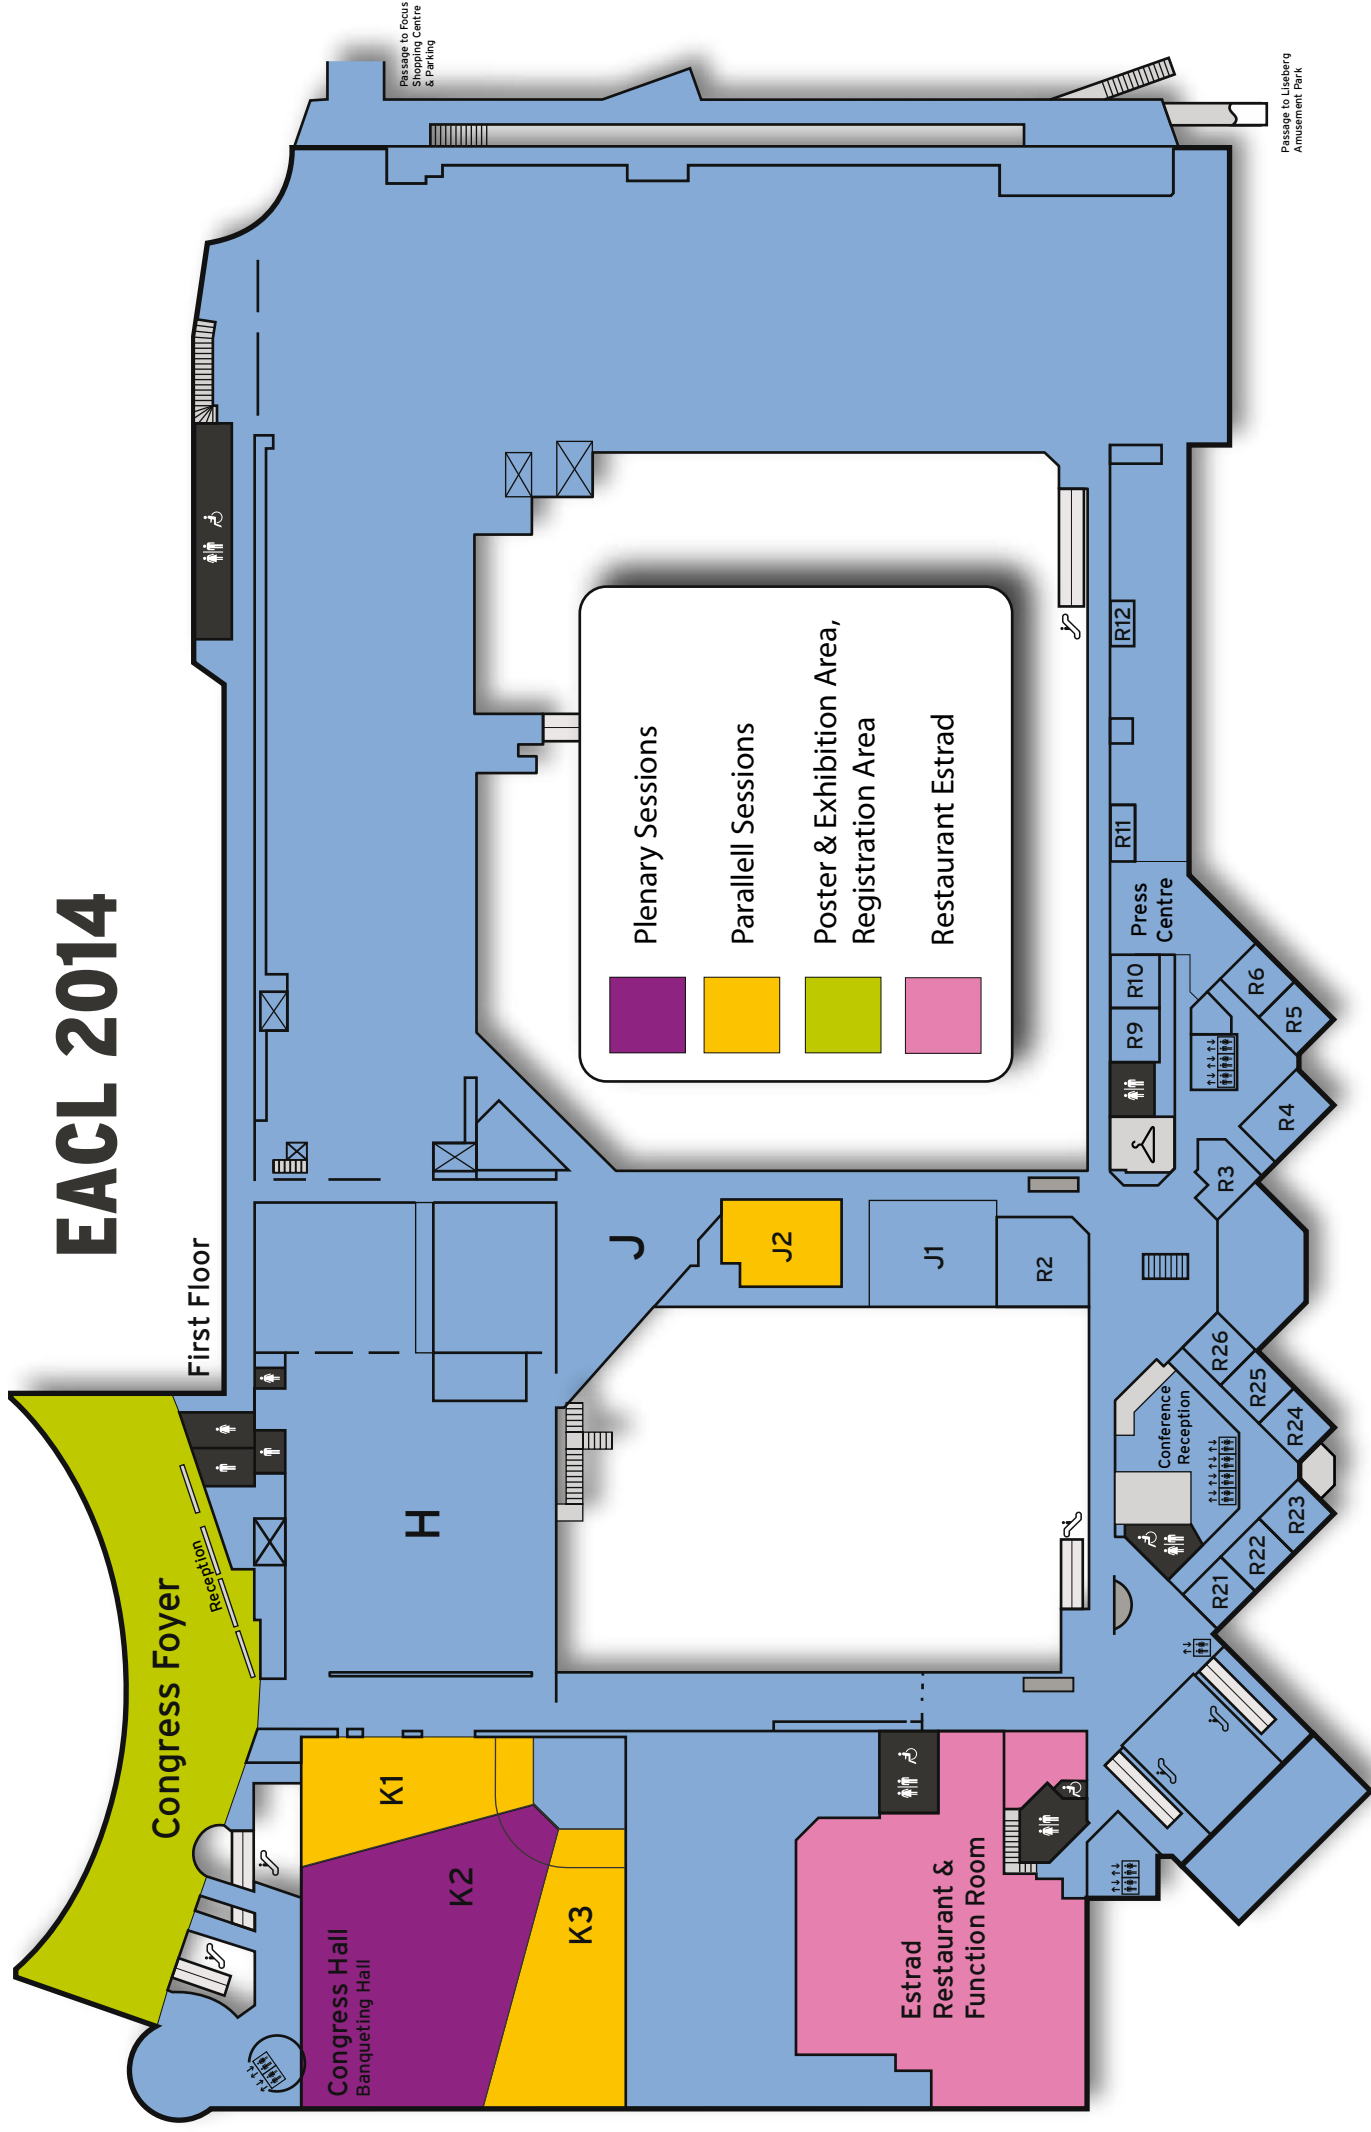 EACL 2014
First Floor
Passage to Focus
Shopping Centre
& Parking
Passage to Liseberg
Amusement Park
Congress Foyer
Reception
Congress Hall
Banqueting Hall
K1
K2
K3
H
J
J2
J1
R2
Plenary Sessions
Parallell Sessions
Poster & Exhibition Area,
Registration Area
Restaurant Estrad
Estrad
Restaurant &
Function Room
Conference
Reception
Press
Centre
R21
R22
R23
R24
R25
R26
R3
R4
R5
R6
R9
R10
R11
R12